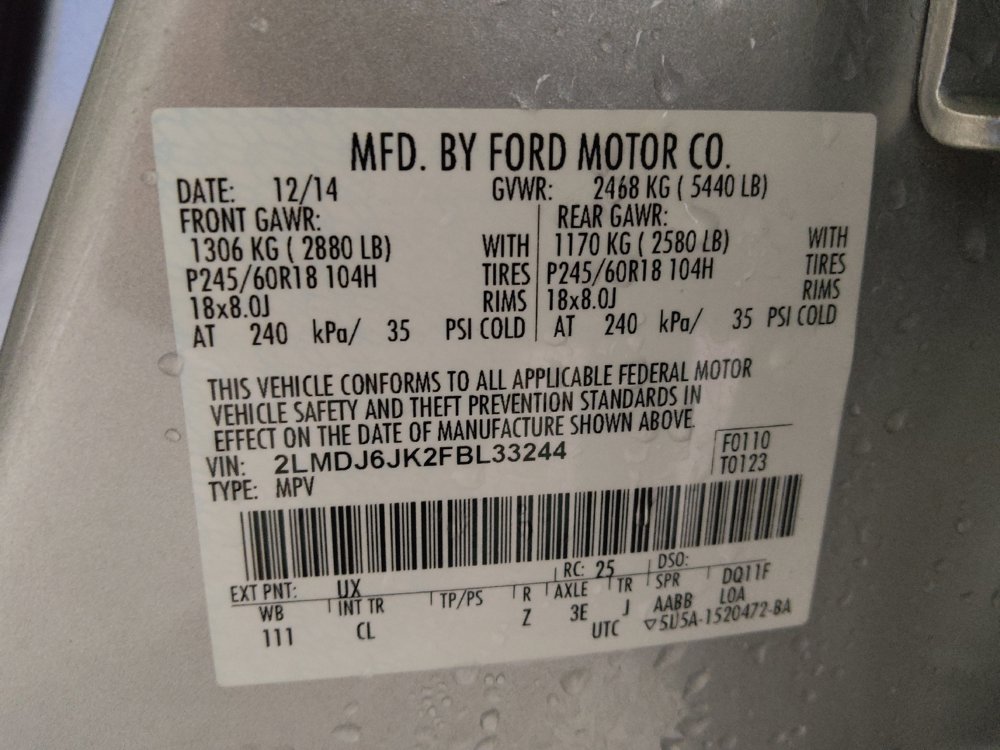 MFD. BY FORD MOTOR CO.
DATE: 12/14 GVWR: 2468 KG ( 5440 LB)
FRONT GAWR: REAR GAWR:
1306 KG ( 2880 LB) WITH 1170 KG ( 2580 LB) WITH
P245/60R18 104H TIRES P245/60R18 104H TIRES
18x8.0J RIMS 18x8.0J RIMS
AT 240 kPa/ 35 PSI COLD AT 240 kPa/ 35 PSI COLD
THIS VEHICLE CONFORMS TO ALL APPLICABLE FEDERAL MOTOR
VEHICLE SAFETY AND THEFT PREVENTION STANDARDS IN
EFFECT ON THE DATE OF MANUFACTURE SHOWN ABOVE.
VIN: 2LMDJ6JK2FBL33244 F0110
TYPE: MPV T0123
EXT PNT: UX RC: 25 DSO:
WB INT TR TP/PS R AXLE TR SPR DQ11F
111 CL Z 3E J AABB LOA
UTC ▽5U5A-1520472-BA